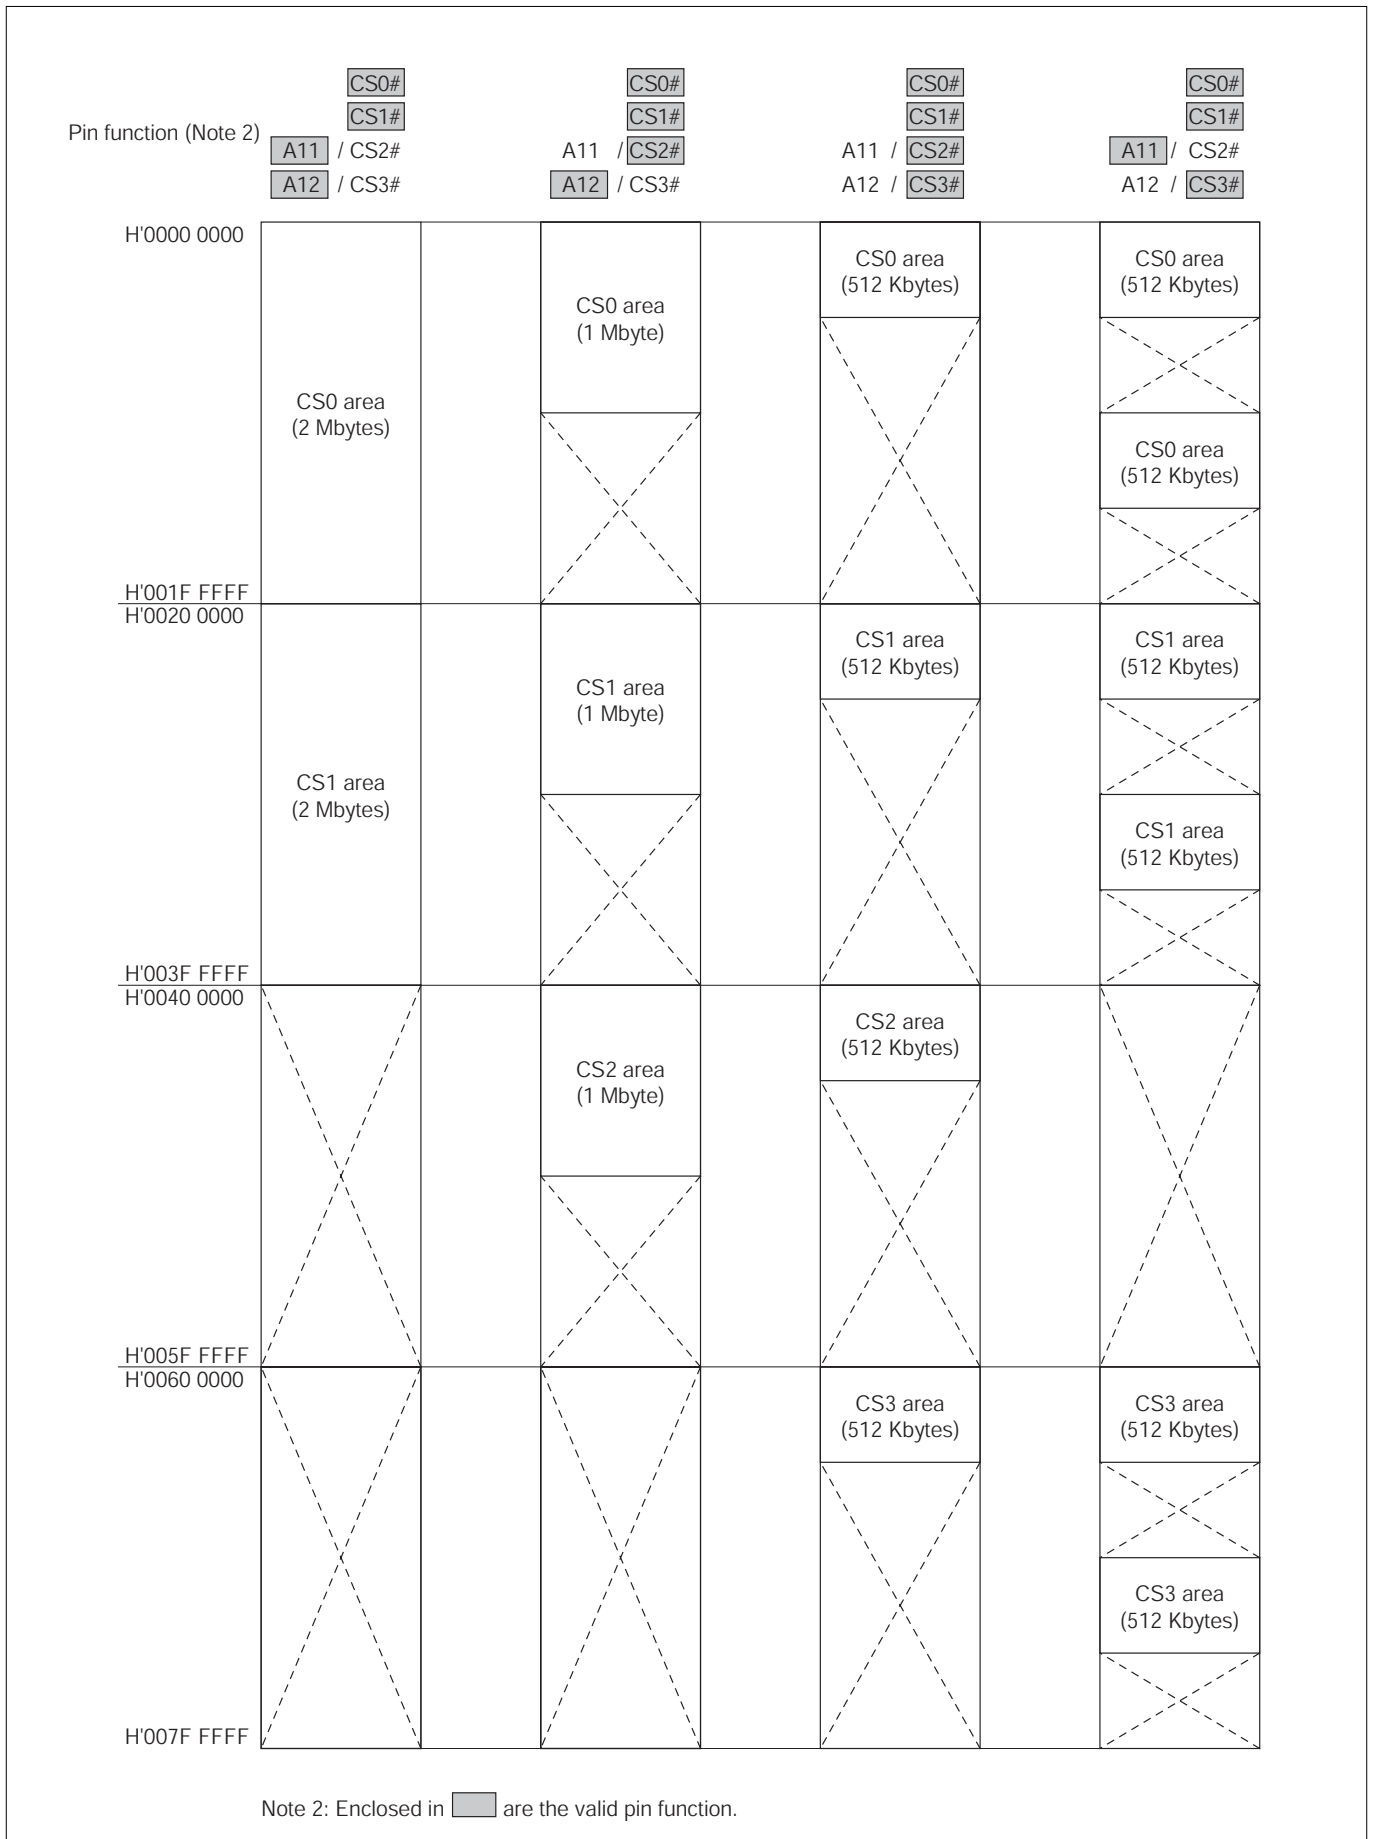 CS0# CS0# CS0# CS0#
CS1# CS1# CS1# CS1#
Pin function (Note 2)
A11 / CS2# A11 / CS2# A11 / CS2# A11 / CS2#
A12 / CS3# A12 / CS3# A12 / CS3# A12 / CS3#
H'0000 0000
CS0 area
(2 Mbytes)
CS0 area
(1 Mbyte)
CS0 area
(512 Kbytes)
CS0 area
(512 Kbytes)
CS0 area
(512 Kbytes)
H'001F FFFF
H'0020 0000
CS1 area
(2 Mbytes)
CS1 area
(1 Mbyte)
CS1 area
(512 Kbytes)
CS1 area
(512 Kbytes)
CS1 area
(512 Kbytes)
H'003F FFFF
H'0040 0000
CS2 area
(1 Mbyte)
CS2 area
(512 Kbytes)
H'005F FFFF
H'0060 0000
CS3 area
(512 Kbytes)
CS3 area
(512 Kbytes)
CS3 area
(512 Kbytes)
H'007F FFFF
Note 2: Enclosed in are the valid pin function.